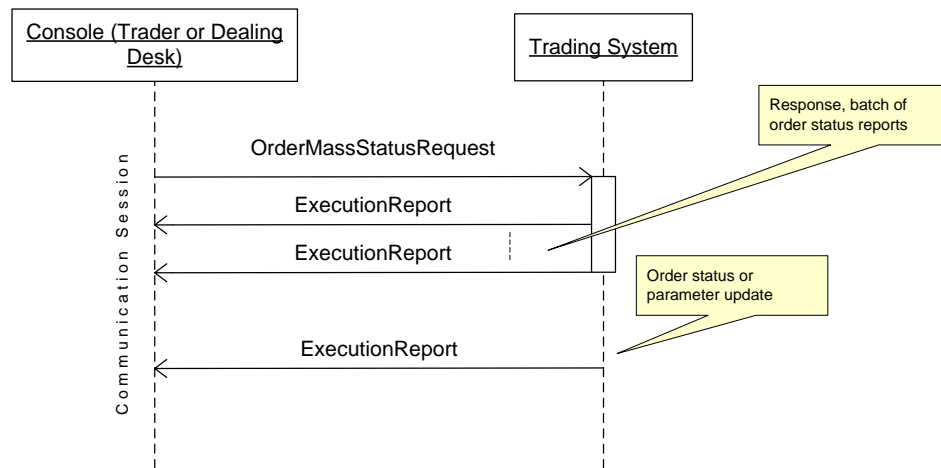 Console (Trader or Dealing
Desk)
Trading System
Response, batch of
order status reports
OrderMassStatusRequest
ExecutionReport
ExecutionReport
Order status or
parameter update
ExecutionReport
Communication Session